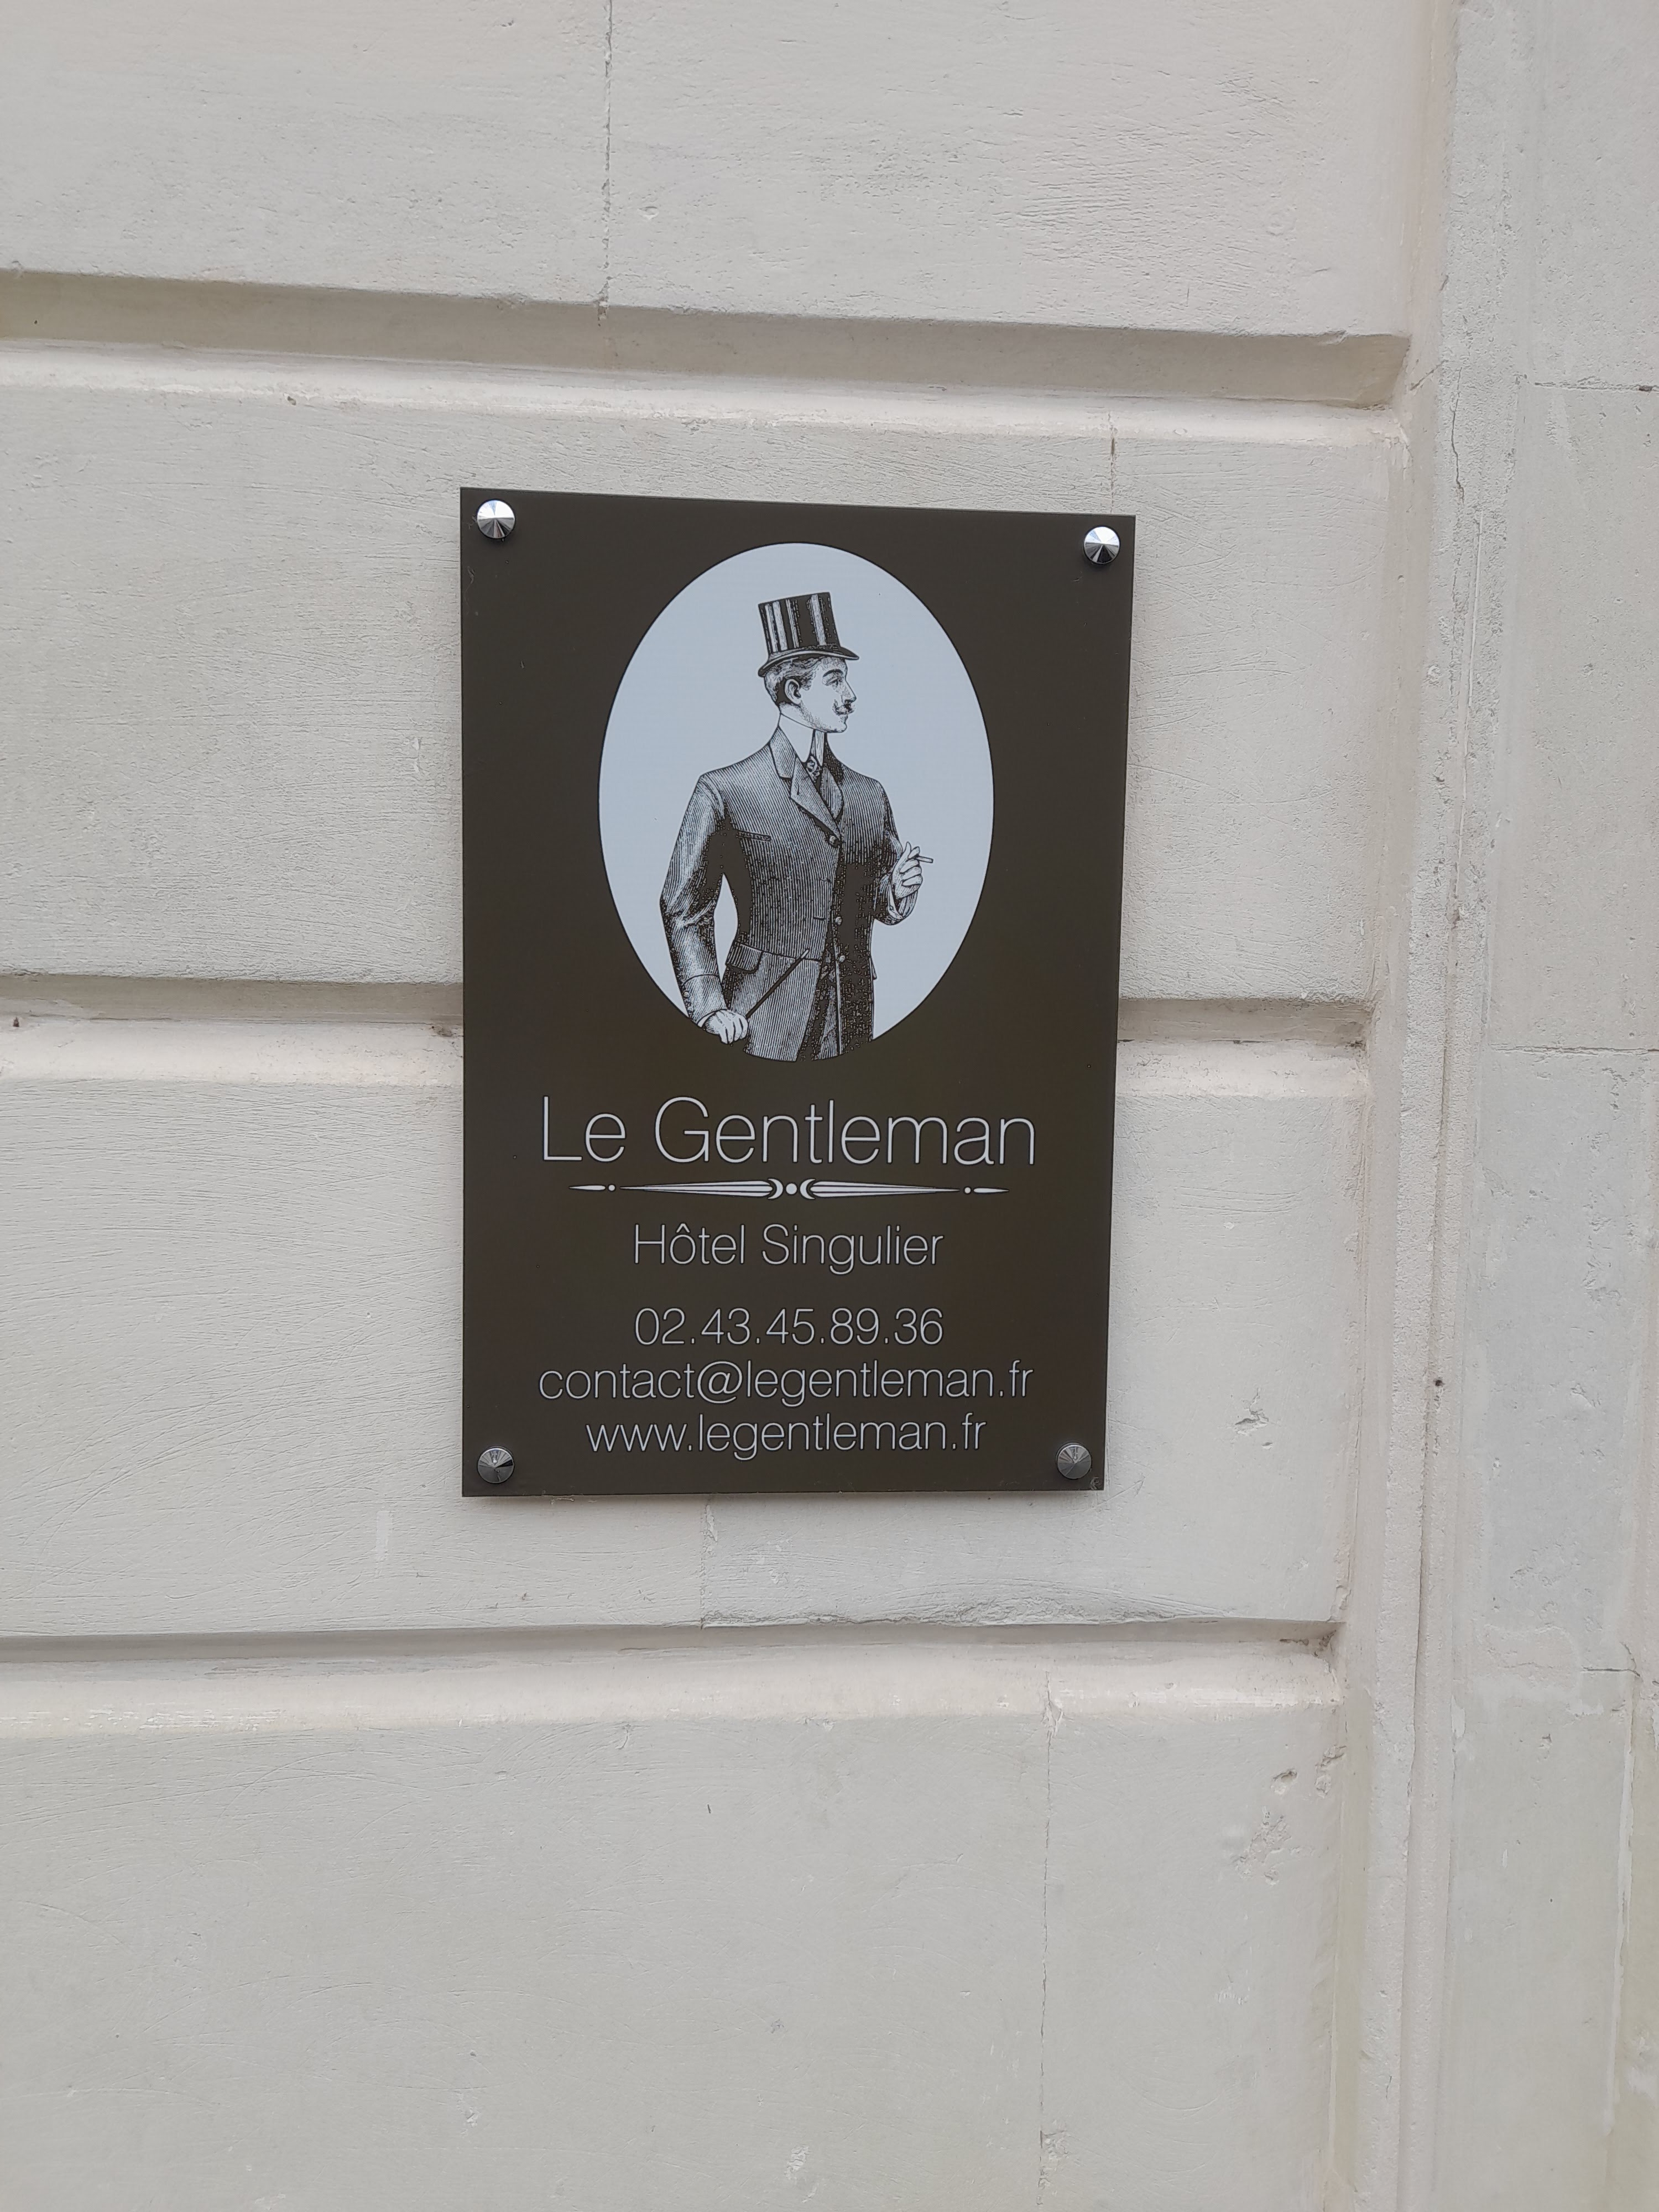 Le Gentleman
Hôtel Singulier
02.43.45.89.36
contact@legentleman.fr
www.legentleman.fr